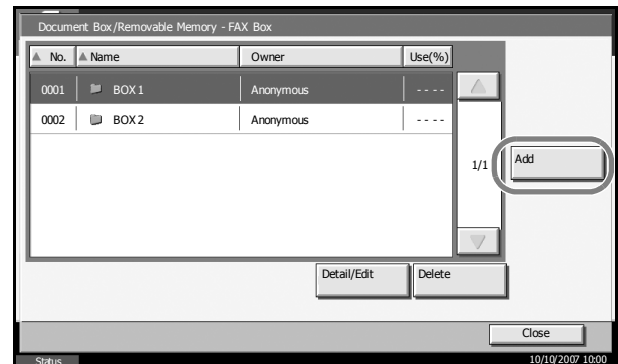 Document Box/Removable Memory - FAX Box
No. Name Owner Use(%)
0001 BOX 1 Anonymous - - - -
0002 BOX 2 Anonymous - - - -
1/1
Add
Detail/Edit Delete
Close
Status 10/10/2007 10:00